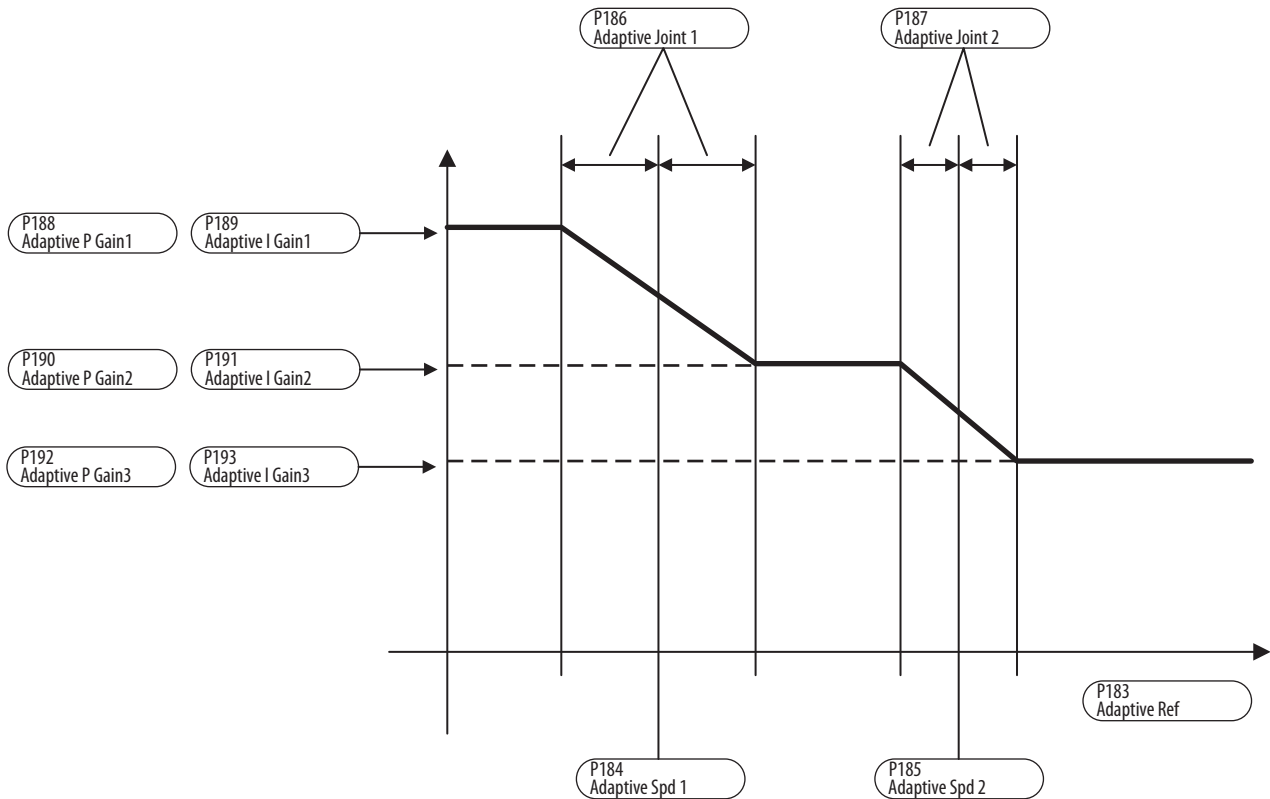 P186
Adaptive Joint 1
P187
Adaptive Joint 2
P188
Adaptive P Gain1
P189
Adaptive I Gain1
P190
Adaptive P Gain2
P191
Adaptive I Gain2
P192
Adaptive P Gain3
P193
Adaptive I Gain3
P183
Adaptive Ref
P184
Adaptive Spd 1
P185
Adaptive Spd 2